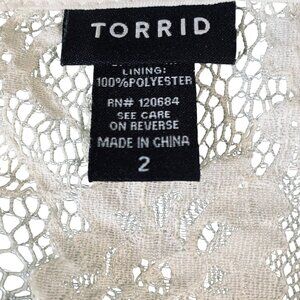 TORRID
LINING:
100%POLYESTER
RN# 120684
SEE CARE
ON REVERSE
MADE IN CHINA
2